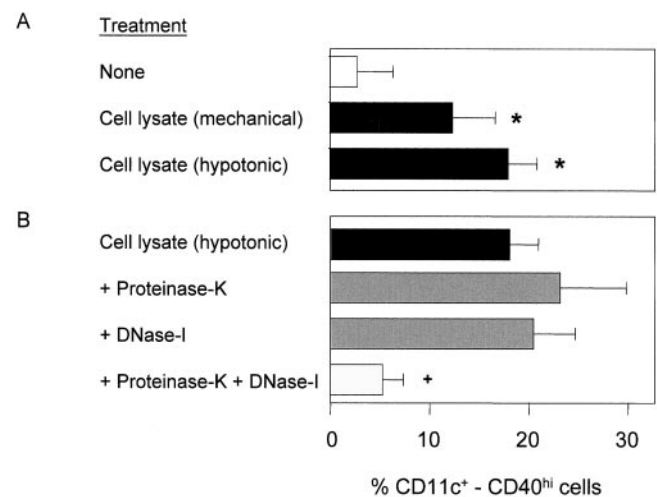 A Treatment
None
Cell lysate (mechanical) *
Cell lysate (hypotonic) *
B
Cell lysate (hypotonic)
+ Proteinase-K
+ DNase-I
+ Proteinase-K + DNase-I +
0 10 20 30
% CD11c⁺ - CD40ʰⁱ cells